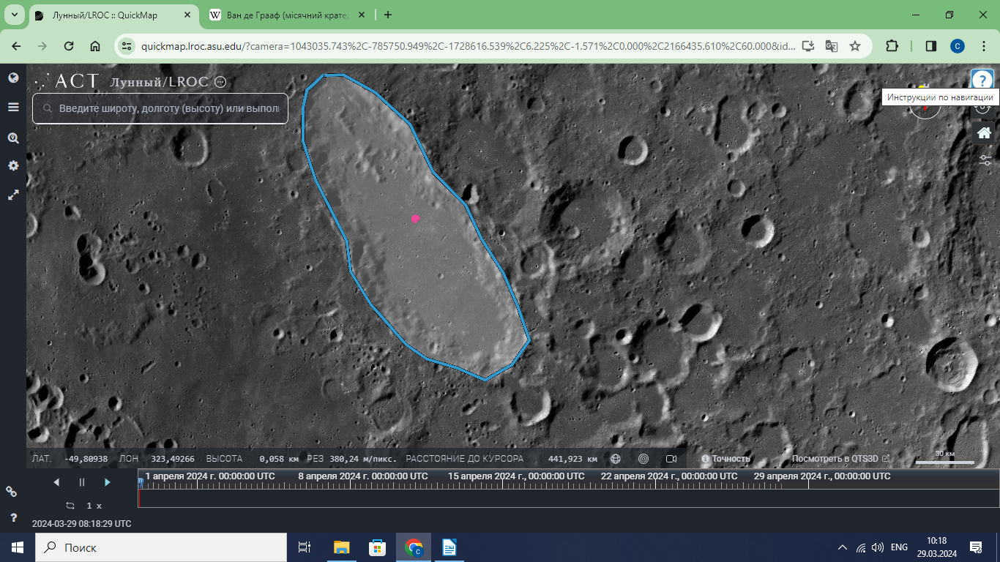 Лунный/LROC :: QuickMap
Ван де Грааф (місячний кратер
quickmap.lroc.asu.edu/?camera=1043035.743%2C-785750.949%2C-1728616.539%2C6.225%2C-1.571%2C0.000%2C2166435.610%2C60.000&id...
C
ACT Лунный/LROC
?
Введите широту, долготу (высоту) или выпол
Инструкции по навигации
ЛАТ. -49,80938 ЛОН 323,49266 ВЫСОТА 0,058 км РЕЗ 380,24 м/пикс. РАССТОЯНИЕ ДО КУРСОРА 441,923 км Точность Посмотреть в QTS3D 30 км
1 апреля 2024 г. 00:00:00 UTC 8 апреля 2024 г. 00:00:00 UTC 15 апреля 2024 г., 00:00:00 UTC 22 апреля 2024 г., 00:00:00 UTC 29 апреля 2024 г., 00:00:00 UTC
1 x
?
2024-03-29 08:18:29 UTC
Поиск
C
ENG
10:18
29.03.2024